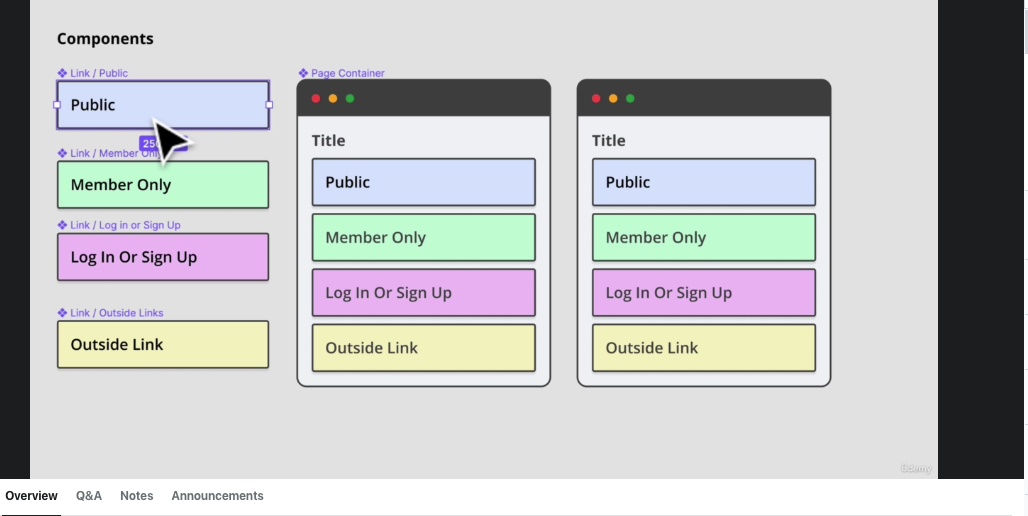 Components
Link / Public
Page Container
Public
Title
Title
Link / Member
Public
Public
Member Only
Member Only
Member Only
Link / Log in or Sign Up
Log In Or Sign Up
Log In Or Sign Up
Log In Or Sign Up
Link / Outside Links
Outside Link
Outside Link
Outside Link
Udemy
Overview Q&A Notes Announcements